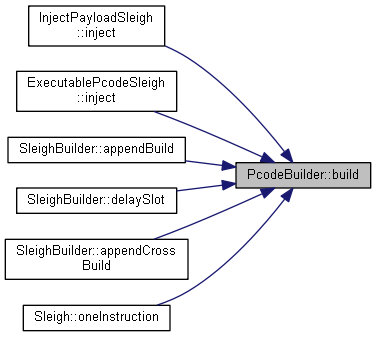 InjectPayloadSleigh
::inject
ExecutablePcodeSleigh
::inject
SleighBuilder::appendBuild
PcodeBuilder::build
SleighBuilder::delaySlot
SleighBuilder::appendCross
Build
Sleigh::oneInstruction